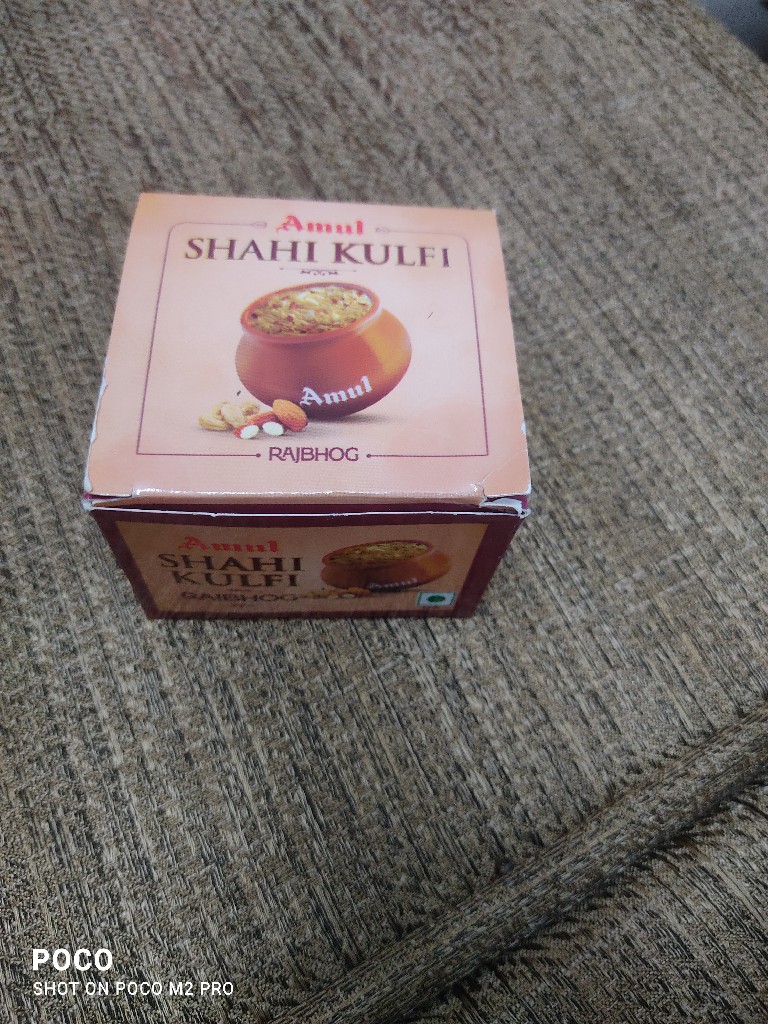 Amul
SHAHI KULFI
Amul
RAJBHOG
Amul
SHAHI
KULFI
Amul
RAJBHOG
POCO
SHOT ON POCO M2 PRO